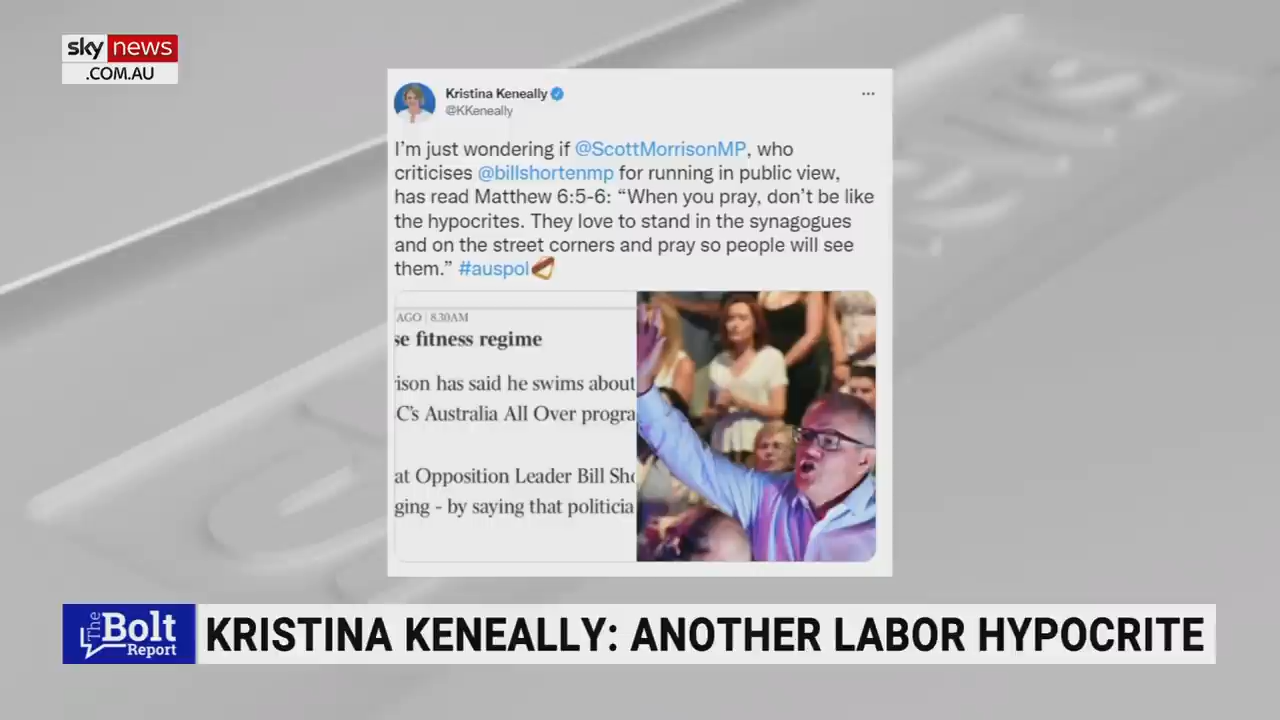 sky news
.COM.AU
Kristina Keneally
@KKeneally
I'm just wondering if @ScottMorrisonMP, who
criticises @billshortenmp for running in public view,
has read Matthew 6:5-6: “When you pray, don't be like
the hypocrites. They love to stand in the synagogues
and on the street corners and pray so people will see
them.” #auspol
AGO | 8.30AM
se fitness regime
ison has said he swims about
C's Australia All Over progra
at Opposition Leader Bill Sho
ging - by saying that politicia
The Bolt Report
KRISTINA KENEALLY: ANOTHER LABOR HYPOCRITE